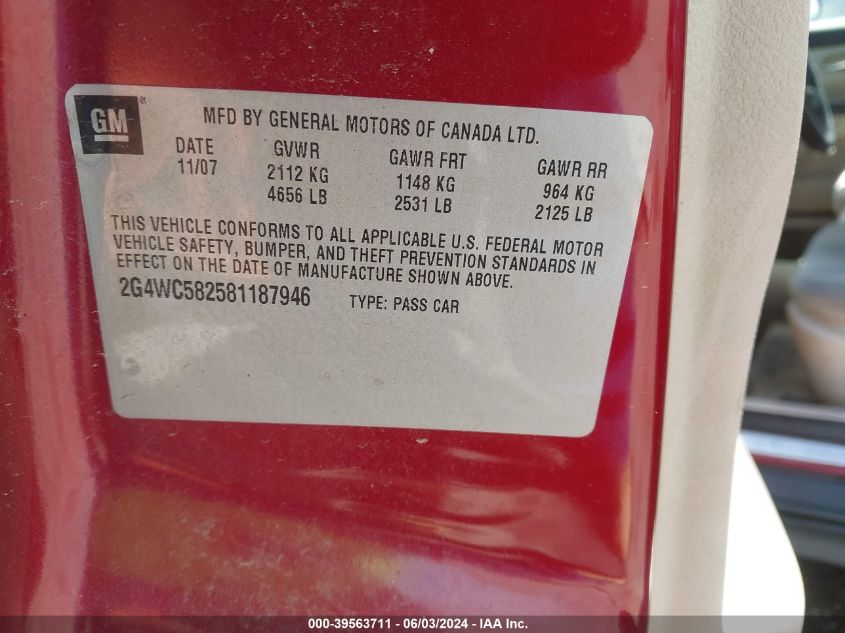 GM®
MFD BY GENERAL MOTORS OF CANADA LTD.
DATE GVWR GAWR FRT GAWR RR
11/07 2112 KG 1148 KG 964 KG
4656 LB 2531 LB 2125 LB
THIS VEHICLE CONFORMS TO ALL APPLICABLE U.S. FEDERAL MOTOR
VEHICLE SAFETY, BUMPER, AND THEFT PREVENTION STANDARDS IN
EFFECT ON THE DATE OF MANUFACTURE SHOWN ABOVE.
2G4WC582581187946 TYPE: PASS CAR
000-39563711 - 06/03/2024 - IAA Inc.